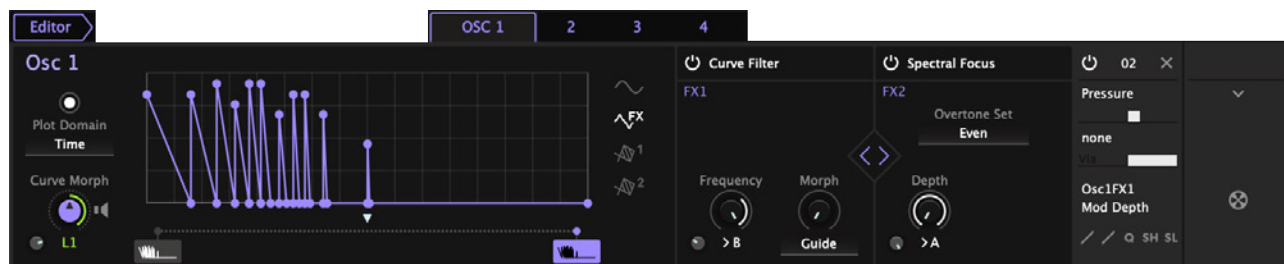 Editor
OSC 1 2 3 4
Osc 1
Plot Domain
Time
Curve Morph
L1
FX
1
2
Curve Filter
FX1
Frequency
>B
Morph
Guide
Spectral Focus
FX2
Overtone Set
Even
Depth
>A
02
Pressure
none
Via
Osc1FX1
Mod Depth
Q SH SL